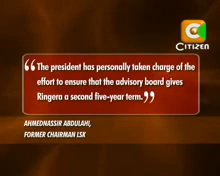 CITIZEN
“The president has personally taken charge of the
effort to ensure that the advisory board gives
Ringera a second five-year term.”
AHMEDNASSIR ABDULAHI,
FORMER CHAIRMAN LSK